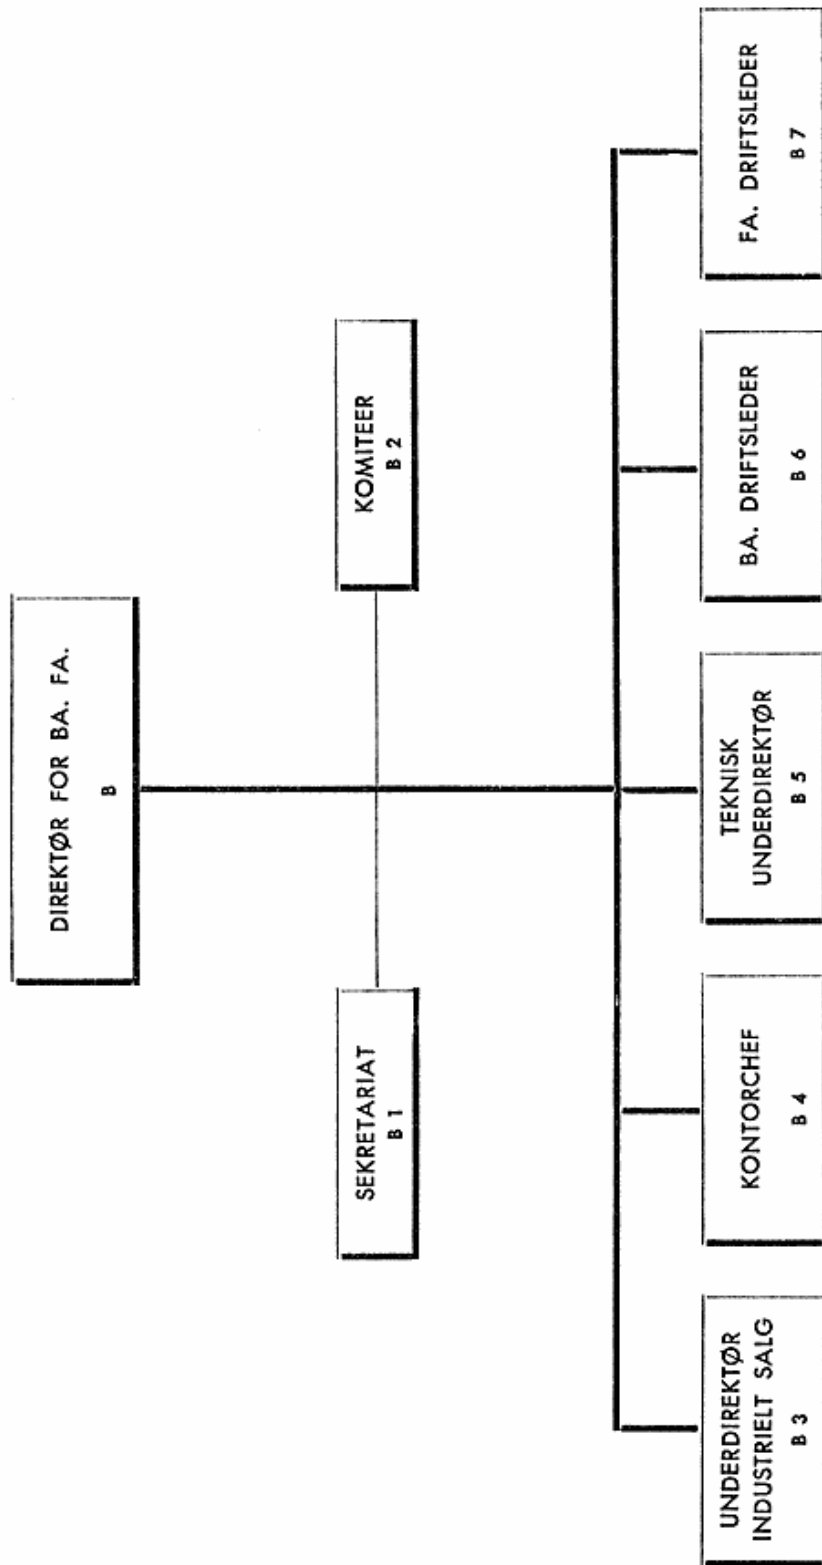 DIREKTØR FOR BA. FA.
B
SEKRETARIAT
B 1
KOMITEER
B 2
UNDERDIREKTØR
INDUSTRIELT SALG
B 3
KONTORCHEF
B 4
TEKNISK
UNDERDIREKTØR
B 5
BA. DRIFTSLEDER
B 6
FA. DRIFTSLEDER
B 7